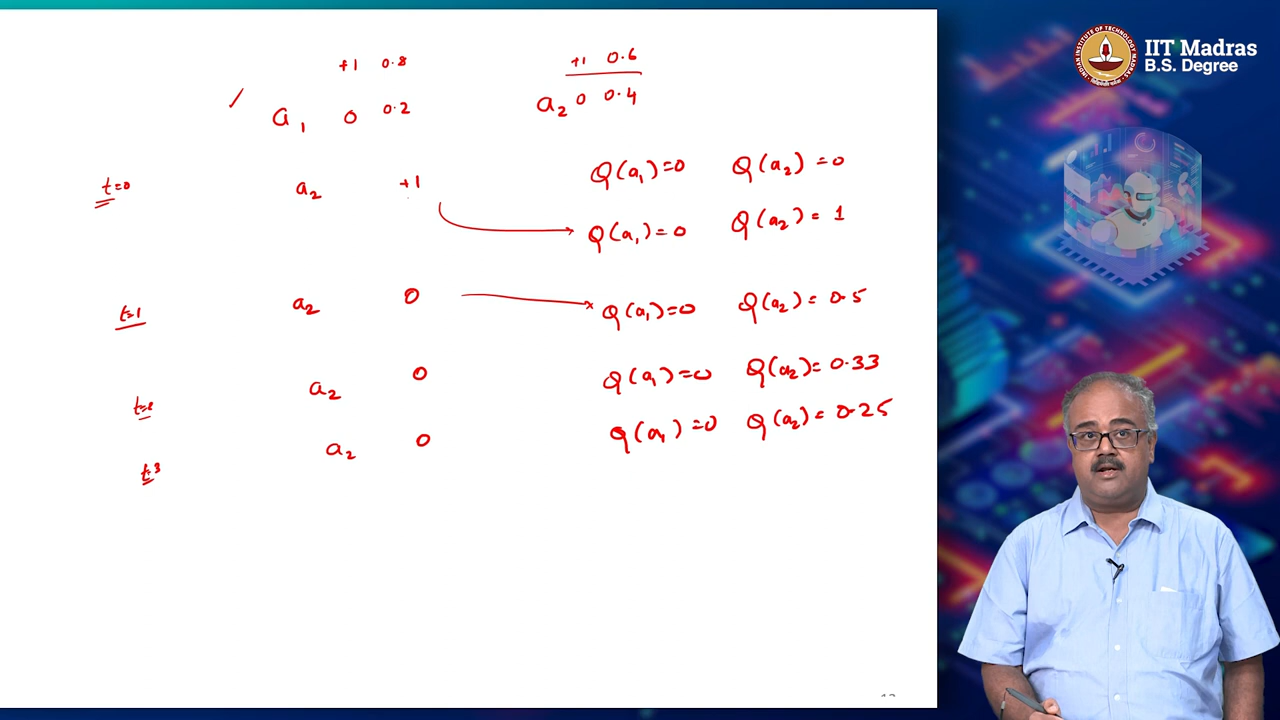 +1 0.8 +1 0.6
a₁ 0 0.2 a₂ 0 0.4
t=0 a₂ +1 Q(a₁)=0 Q(a₂)=0
Q(a₁)=0 Q(a₂)=1
t=1 a₂ 0 Q(a₁)=0 Q(a₂)=0.5
a₂ 0 Q(a₁)=0 Q(a₂)=0.33
a₂ 0 Q(a₁)=0 Q(a₂)=0.25
t=3
IIT Madras
B.S. Degree